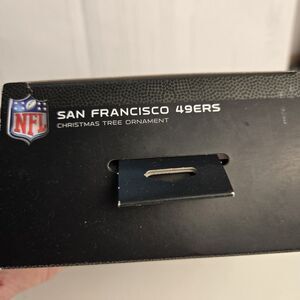 NFL
SAN FRANCISCO 49ERS
CHRISTMAS TREE ORNAMENT